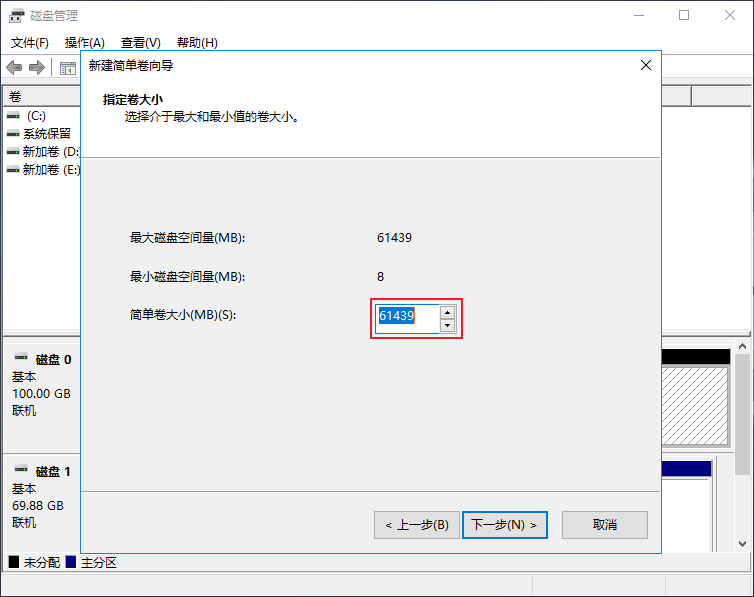 磁盘管理
文件(F) 操作(A) 查看(V) 帮助(H)
新建简单卷向导
指定卷大小
选择介于最大和最小值的卷大小。
卷
(C:)
系统保留
新加卷 (D:
新加卷 (E:)
最大磁盘空间量(MB): 61439
最小磁盘空间量(MB): 8
简单卷大小(MB)(S): 61439
磁盘 0
基本
100.00 GB
联机
磁盘 1
基本
69.88 GB
联机
< 上一步(B) 下一步(N) > 取消
未分配 主分区